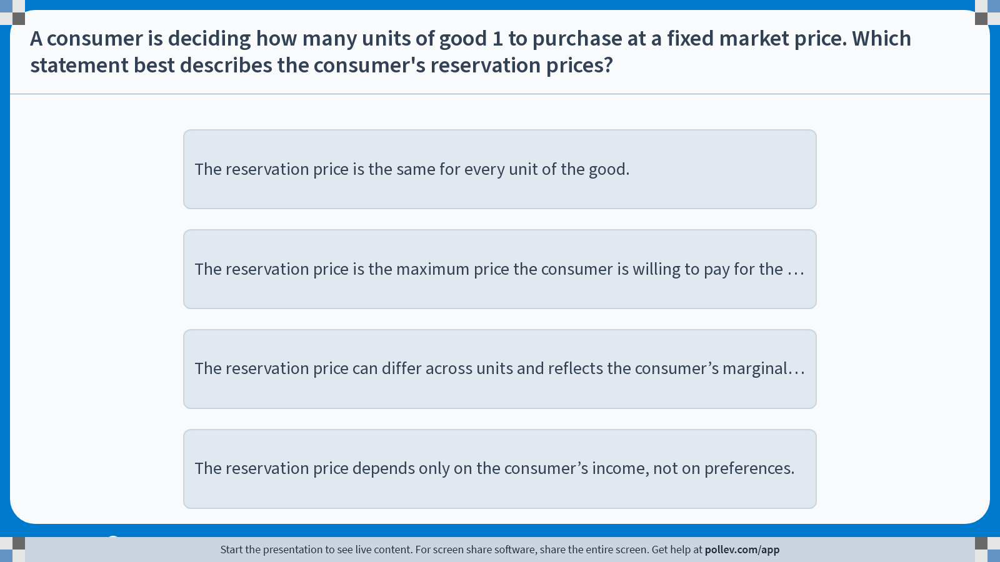 A consumer is deciding how many units of good 1 to purchase at a fixed market price. Which
statement best describes the consumer's reservation prices?
The reservation price is the same for every unit of the good.
The reservation price is the maximum price the consumer is willing to pay for the …
The reservation price can differ across units and reflects the consumer’s marginal…
The reservation price depends only on the consumer’s income, not on preferences.
Start the presentation to see live content. For screen share software, share the entire screen. Get help at pollev.com/app